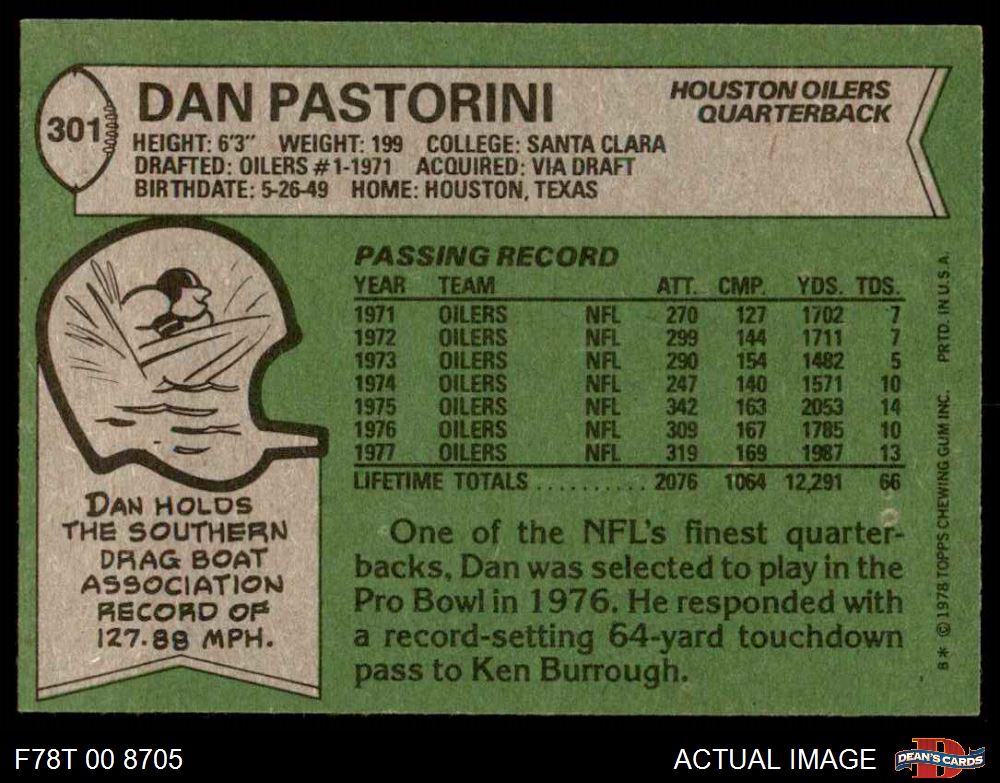 301
DAN PASTORINI
HOUSTON OILERS
QUARTERBACK
HEIGHT: 6'3" WEIGHT: 199 COLLEGE: SANTA CLARA
DRAFTED: OILERS #1-1971 ACQUIRED: VIA DRAFT
BIRTHDATE: 5-26-49 HOME: HOUSTON, TEXAS
PASSING RECORD
YEAR TEAM ATT. CMP. YDS. TDS.
1971 OILERS NFL 270 127 1702 7
1972 OILERS NFL 299 144 1711 7
1973 OILERS NFL 290 154 1482 5
1974 OILERS NFL 247 140 1571 10
1975 OILERS NFL 342 163 2053 14
1976 OILERS NFL 309 167 1785 10
1977 OILERS NFL 319 169 1987 13
LIFETIME TOTALS .......... 2076 1064 12,291 66
DAN HOLDS
THE SOUTHERN
DRAG BOAT
ASSOCIATION
RECORD OF
127.88 MPH.
One of the NFL's finest quarter-
backs, Dan was selected to play in the
Pro Bowl in 1976. He responded with
a record-setting 64-yard touchdown
pass to Ken Burrough.
8* © 1978 TOPPS CHEWING GUM INC. PRTD. IN U.S.A.
F78T 00 8705
ACTUAL IMAGE
D
DEAN'S CARDS